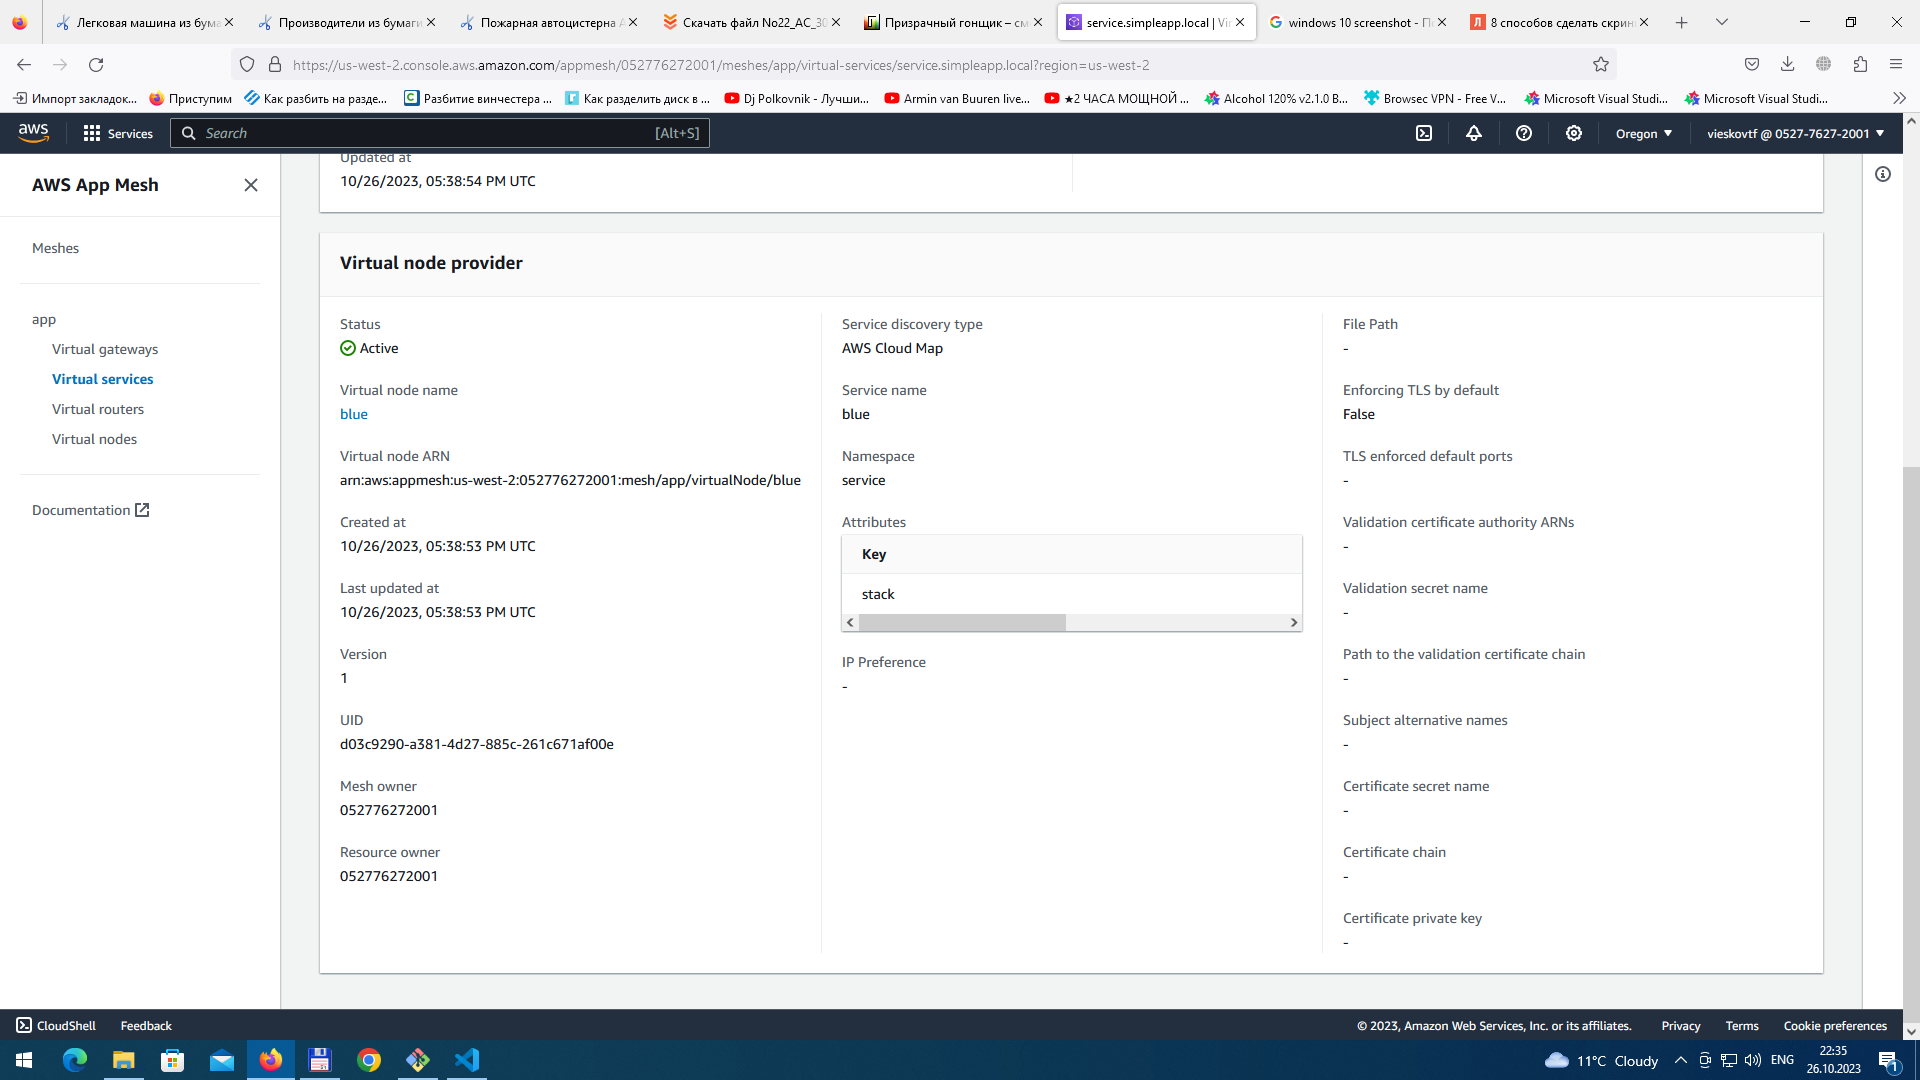 Легковая машина из бума
Производители из бумаги
Пожарная автоцистерна А
Скачать файл No22_AC_30
Призрачный гонщик – см
service.simpleapp.local | Vi
windows 10 screenshot - По
8 способов сделать скрин
https://us-west-2.console.aws.amazon.com/appmesh/052776272001/meshes/app/virtual-services/service.simpleapp.local?region=us-west-2
Импорт закладок...
Приступим
Как разбить на разде...
Разбитие винчестера ...
Как разделить диск в ...
Dj Polkovnik - Лучши...
Armin van Buuren live...
★2 ЧАСА МОЩНОЙ ...
Alcohol 120% v2.1.0 B...
Browsec VPN - Free V...
Microsoft Visual Studi...
Microsoft Visual Studi...
aws
Services
Search
[Alt+S]
Oregon
vieskovtf @ 0527-7627-2001
AWS App Mesh
Meshes
app
Virtual gateways
Virtual services
Virtual routers
Virtual nodes
Documentation
Updated at
10/26/2023, 05:38:54 PM UTC
Virtual node provider
Status
Active
Virtual node name
blue
Virtual node ARN
arn:aws:appmesh:us-west-2:052776272001:mesh/app/virtualNode/blue
Created at
10/26/2023, 05:38:53 PM UTC
Last updated at
10/26/2023, 05:38:53 PM UTC
Version
1
UID
d03c9290-a381-4d27-885c-261c671af00e
Mesh owner
052776272001
Resource owner
052776272001
Service discovery type
AWS Cloud Map
Service name
blue
Namespace
service
Attributes
Key
stack
IP Preference
-
File Path
-
Enforcing TLS by default
False
TLS enforced default ports
-
Validation certificate authority ARNs
-
Validation secret name
-
Path to the validation certificate chain
-
Subject alternative names
-
Certificate secret name
-
Certificate chain
-
Certificate private key
-
CloudShell
Feedback
© 2023, Amazon Web Services, Inc. or its affiliates.
Privacy
Terms
Cookie preferences
11°C Cloudy
ENG
22:35
26.10.2023
1